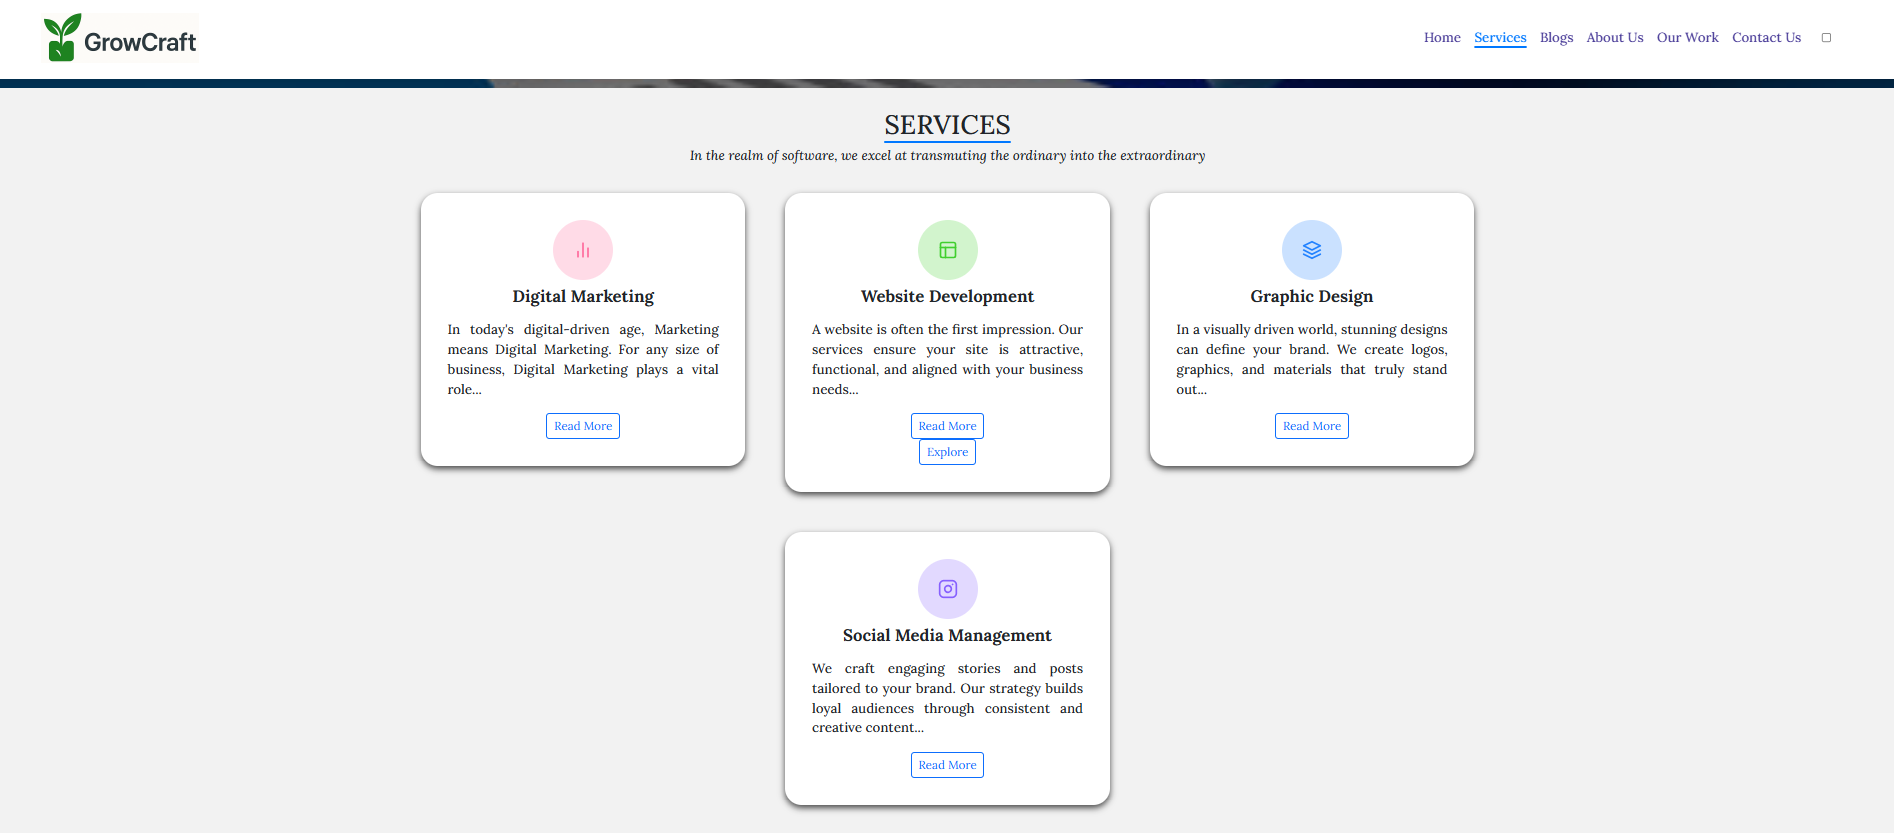 GrowCraft
Home Services Blogs About Us Our Work Contact Us
SERVICES
In the realm of software, we excel at transmuting the ordinary into the extraordinary
Digital Marketing
In today's digital-driven age, Marketing
means Digital Marketing. For any size of
business, Digital Marketing plays a vital
role...
Read More
Website Development
A website is often the first impression. Our
services ensure your site is attractive,
functional, and aligned with your business
needs...
Read More
Explore
Graphic Design
In a visually driven world, stunning designs
can define your brand. We create logos,
graphics, and materials that truly stand
out...
Read More
Social Media Management
We craft engaging stories and posts
tailored to your brand. Our strategy builds
loyal audiences through consistent and
creative content...
Read More